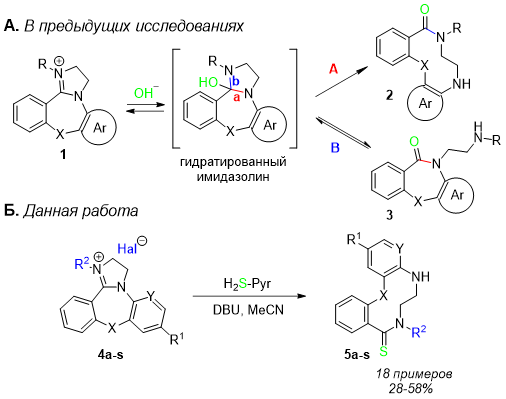 А. В предыдущих исследованиях
R
N
+
N
X
Ar
1
OH⁻
R
N
b
HO
N
a
X
Ar
гидратированный
имидазолин
A
B
O
N
R
X
NH
Ar
2
O
N
H
N
R
X
Ar
3
Б. Данная работа
Hal⁻
R²
N
+
N
Y
X
R¹
4a-s
H₂S-Pyr
DBU, MeCN
R¹
Y
NH
X
N
R²
S
5a-s
18 примеров
28-58%